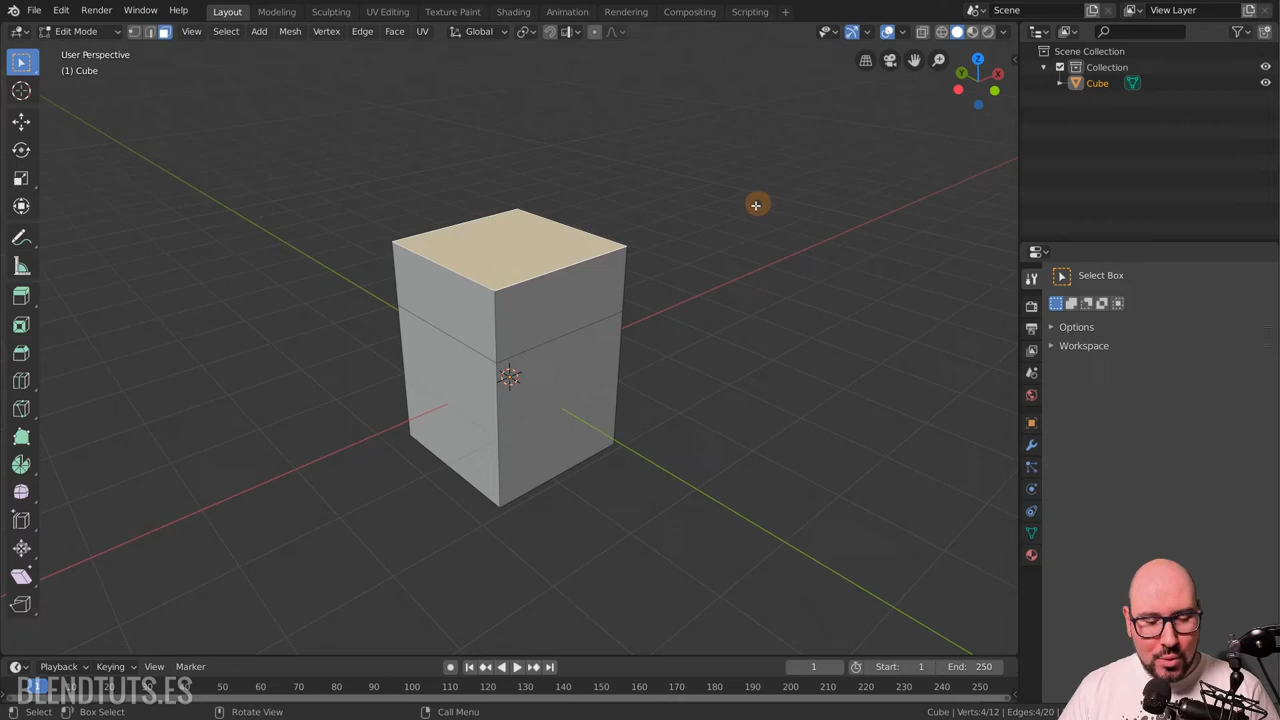 File Edit Render Window Help Layout Modeling Sculpting UV Editing Texture Paint Shading Animation Rendering Compositing Scripting + Scene View Layer
Edit Mode View Select Add Mesh Vertex Edge Face UV Global
User Perspective
(1) Cube
Z
Y
X
Scene Collection
Collection
Cube
Select Box
Options
Workspace
Playback Keying View Marker 1 Start: 1 End: 250
1 50 60 70 80 90 100 110 120 130 140 150 160 170 180 190 200 210 220 230 240 250
BLENDTUTS.ES
Select Box Select Rotate View Call Menu Cube | Verts:4/12 | Edges:4/20 |